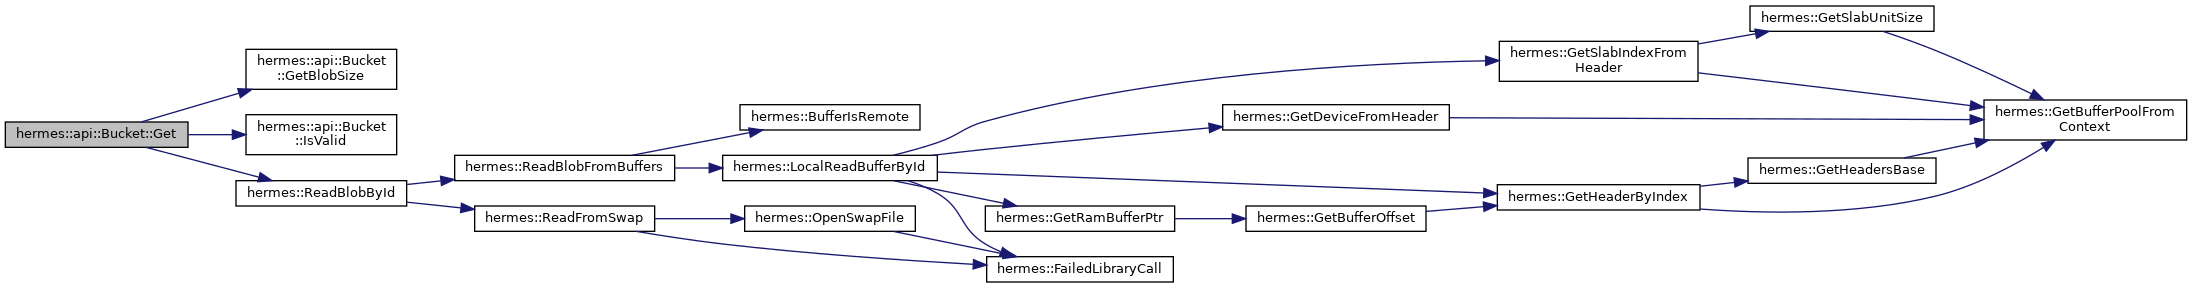 hermes::api::Bucket::Get
hermes::api::Bucket
::GetBlobSize
hermes::api::Bucket
::IsValid
hermes::ReadBlobById
hermes::ReadBlobFromBuffers
hermes::ReadFromSwap
hermes::BufferIsRemote
hermes::LocalReadBufferById
hermes::OpenSwapFile
hermes::GetRamBufferPtr
hermes::FailedLibraryCall
hermes::GetDeviceFromHeader
hermes::GetBufferOffset
hermes::GetSlabIndexFrom
Header
hermes::GetHeaderByIndex
hermes::GetSlabUnitSize
hermes::GetHeadersBase
hermes::GetBufferPoolFrom
Context